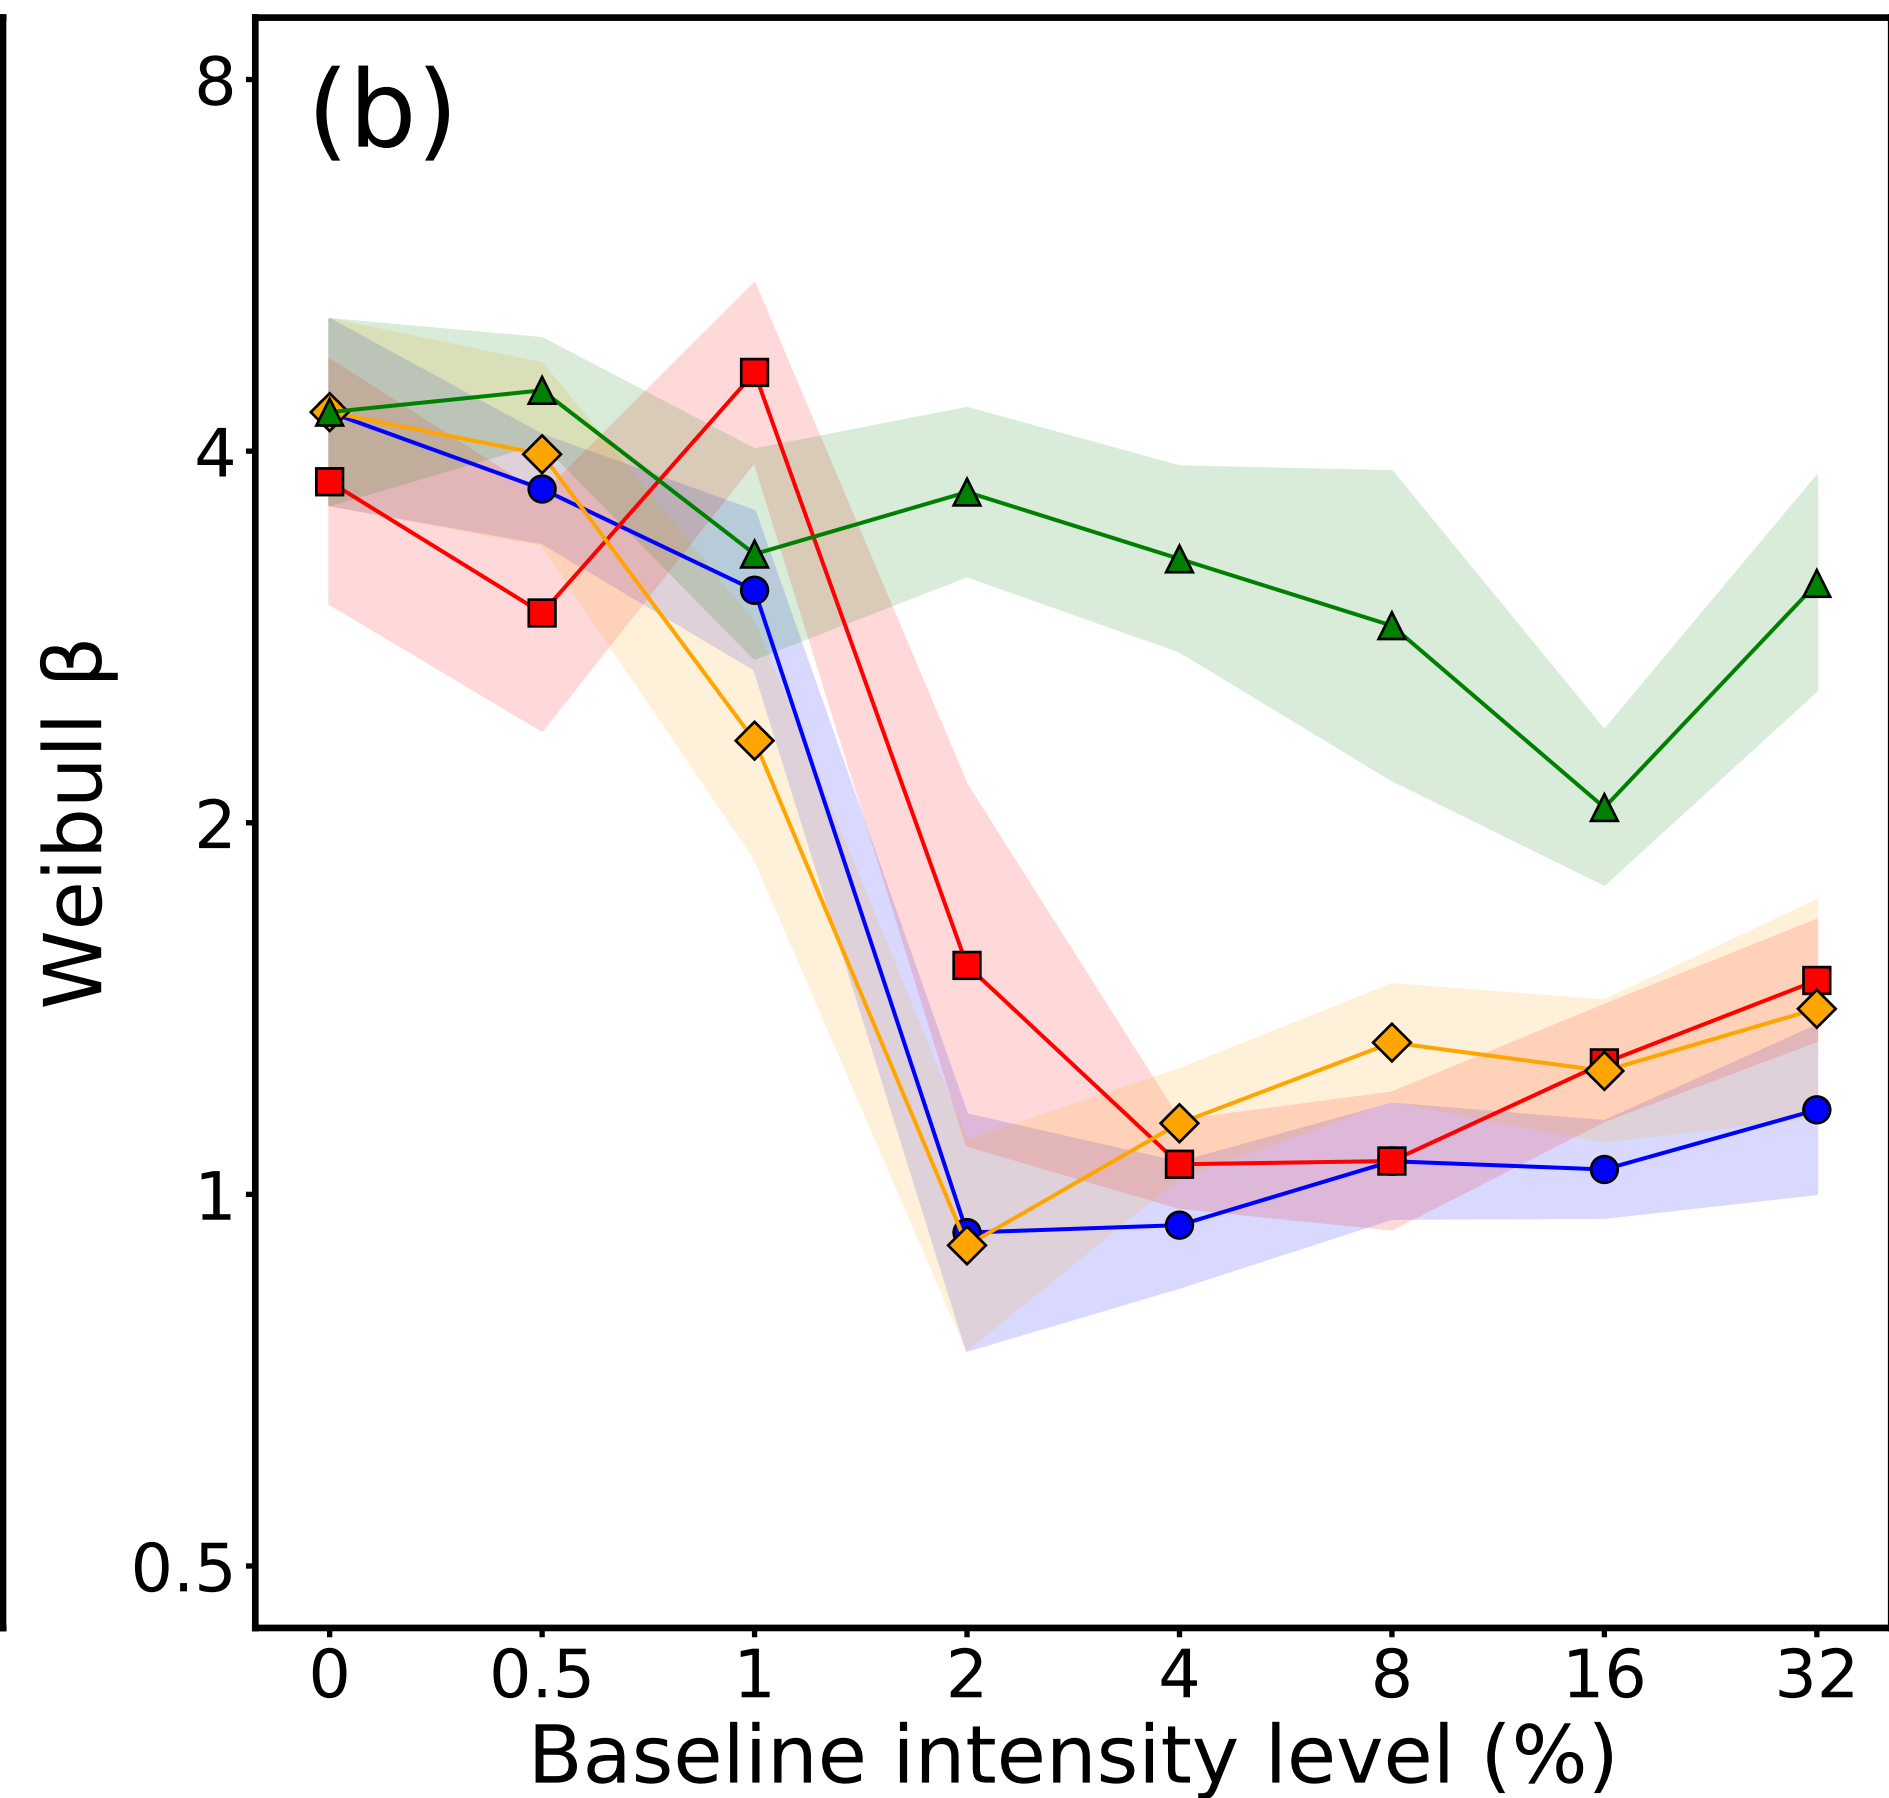 (b)
8
4
2
1
0.5
Weibull β
0 0.5 1 2 4 8 16 32
Baseline intensity level (%)